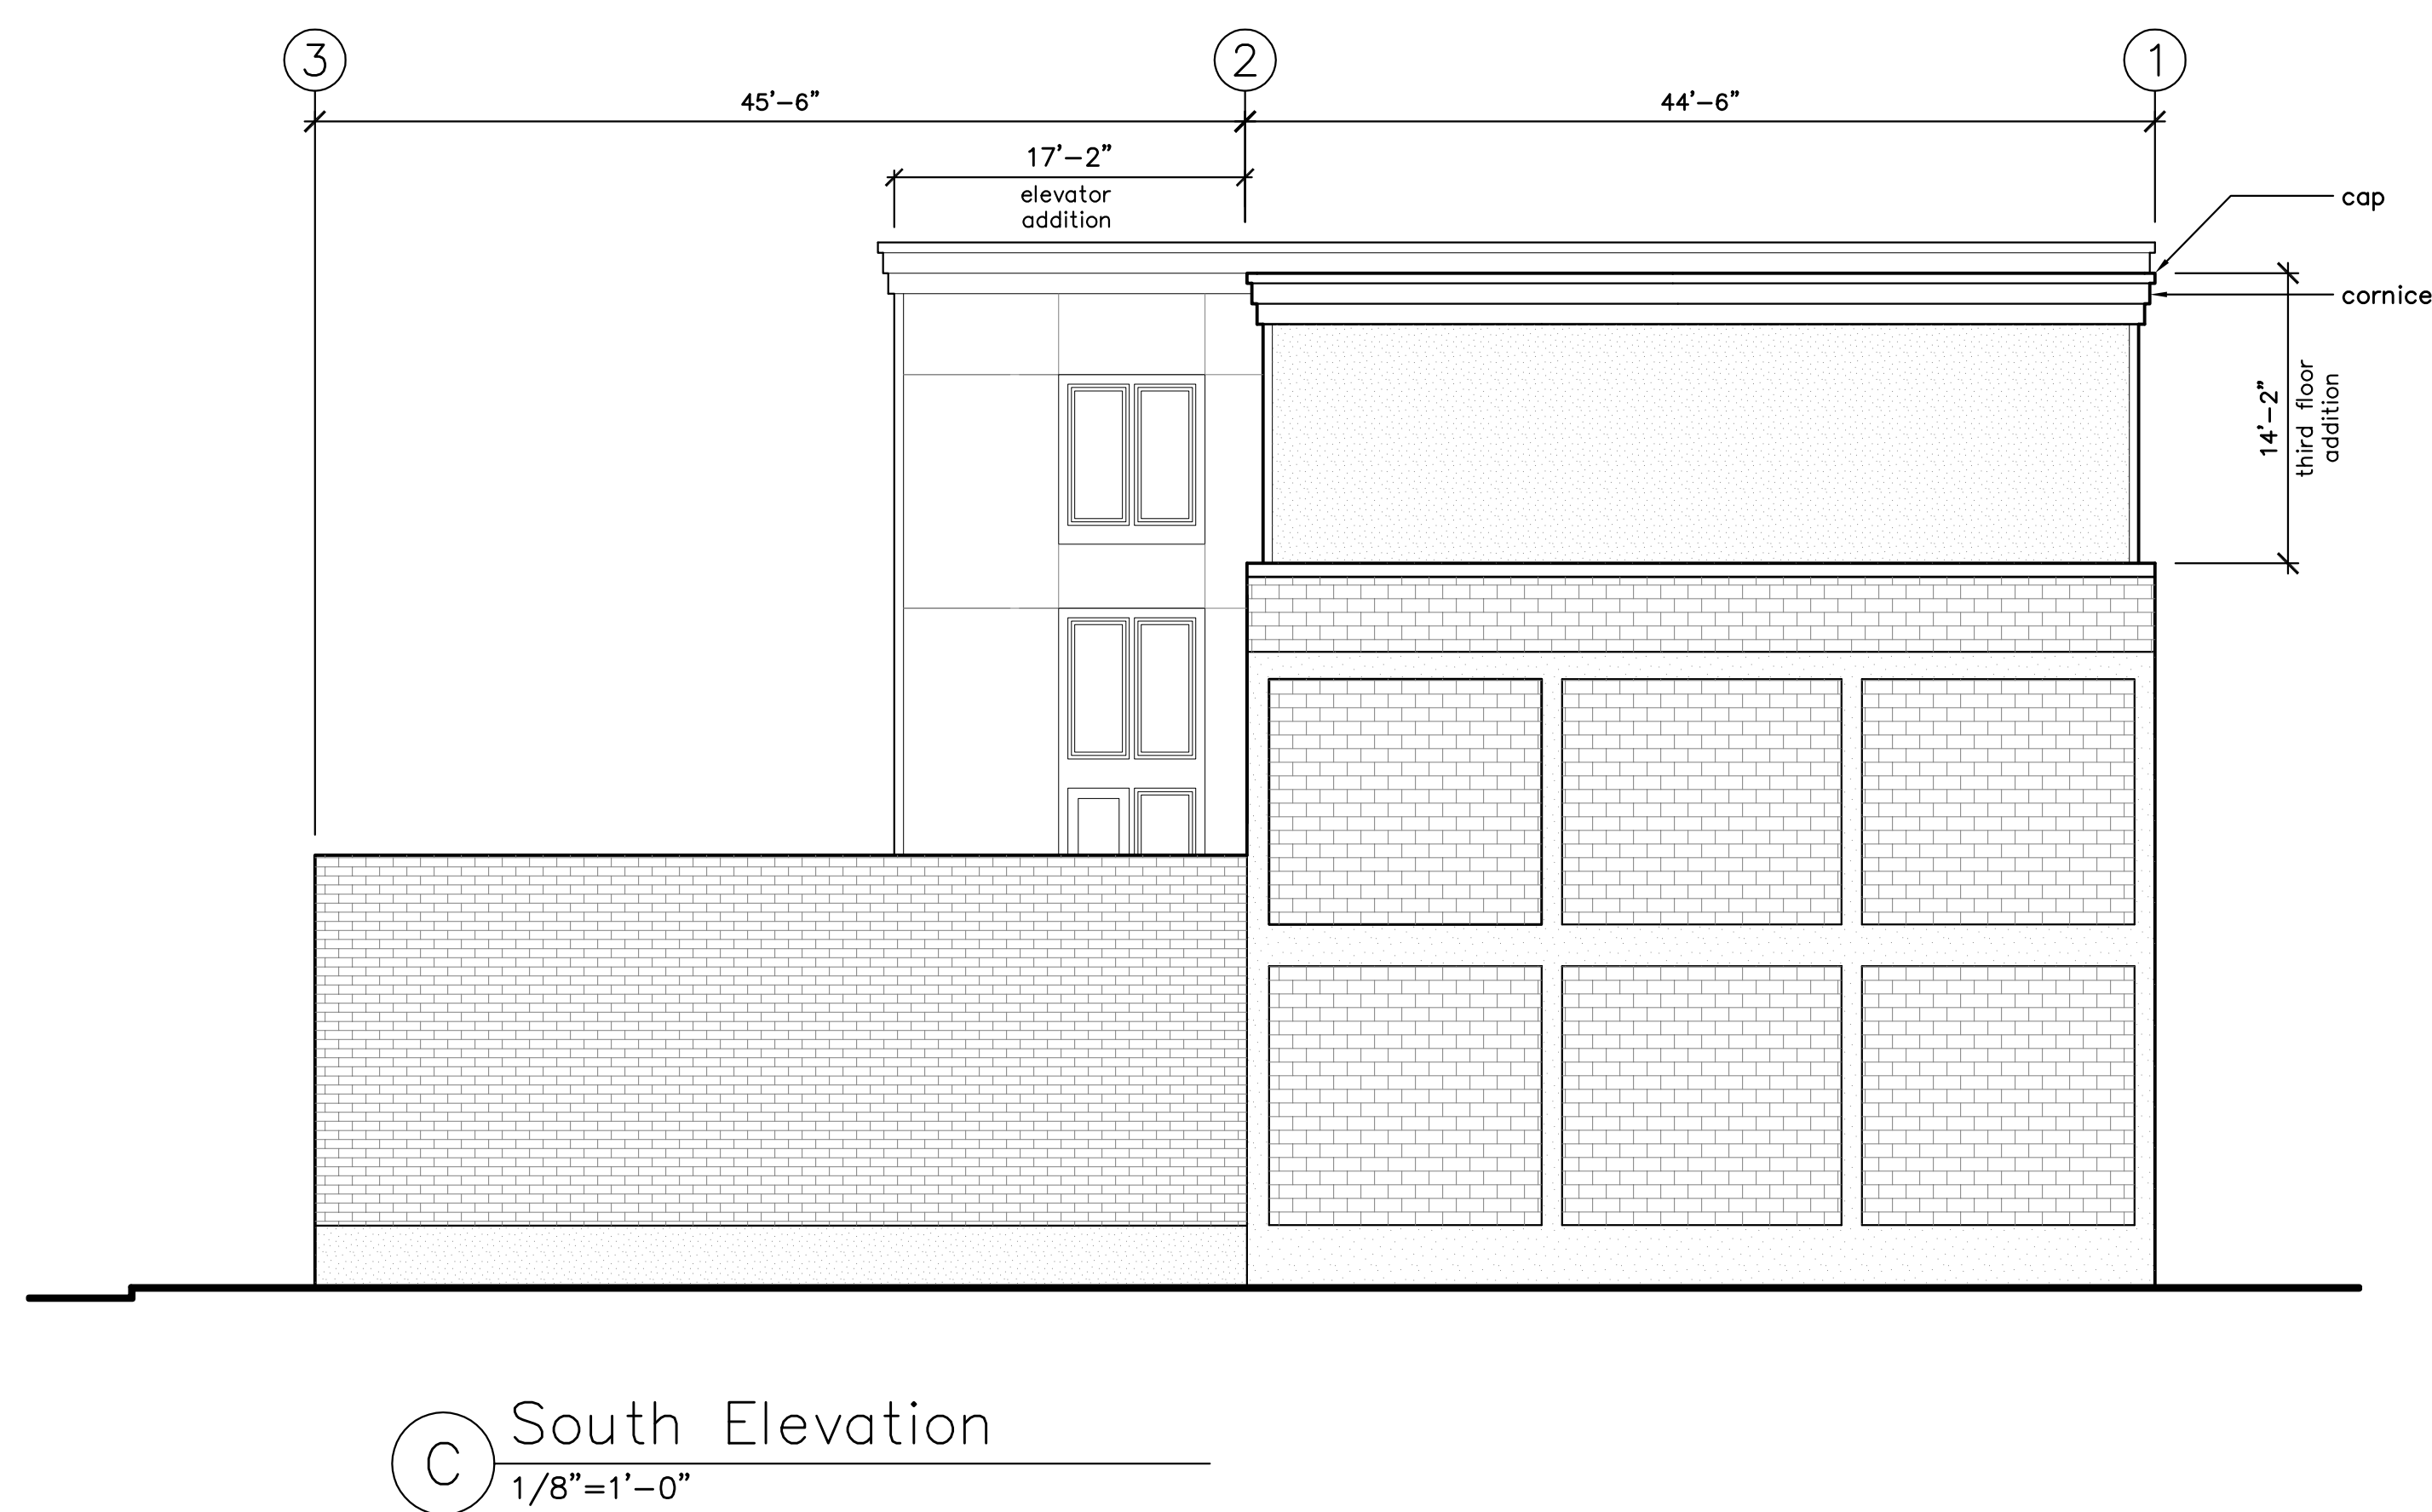 3
2
1
45'-6"
44'-6"
17'-2"
elevator
addition
cap
cornice
14'-2"
third floor
addition
C
South Elevation
1/8"=1'-0"